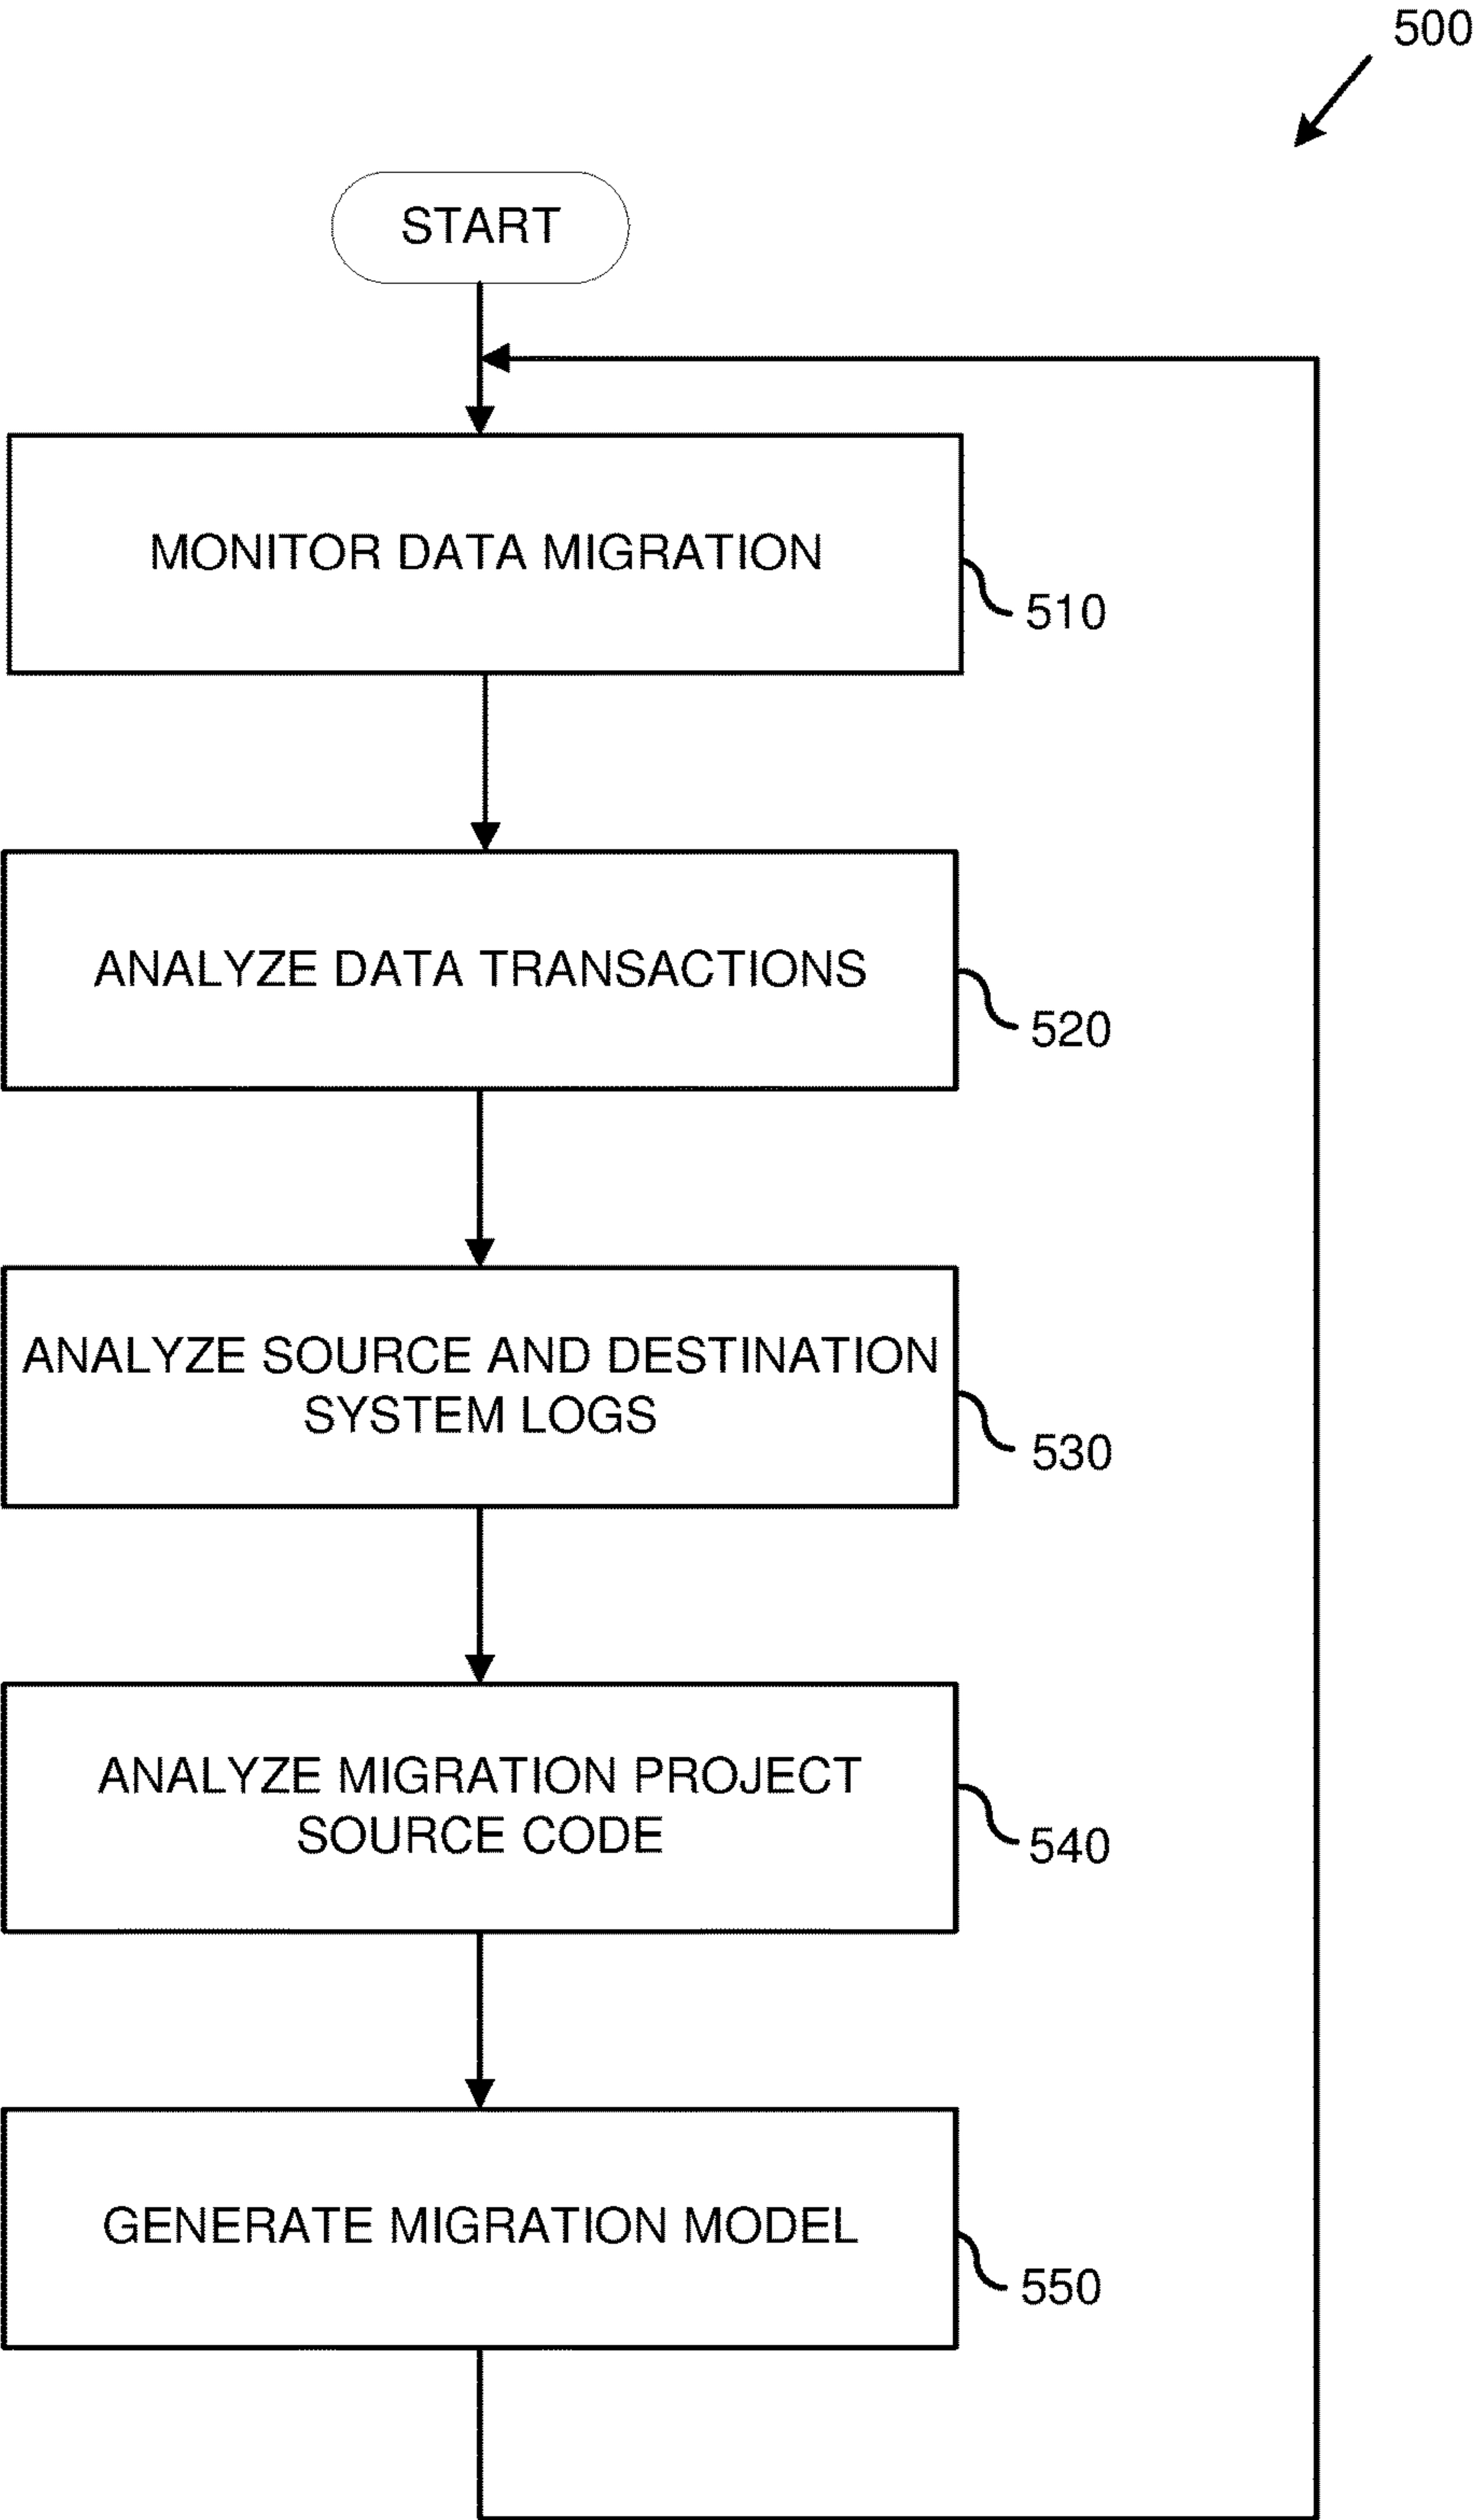 500
START
MONITOR DATA MIGRATION
510
ANALYZE DATA TRANSACTIONS
520
ANALYZE SOURCE AND DESTINATION
SYSTEM LOGS
530
ANALYZE MIGRATION PROJECT
SOURCE CODE
540
GENERATE MIGRATION MODEL
550